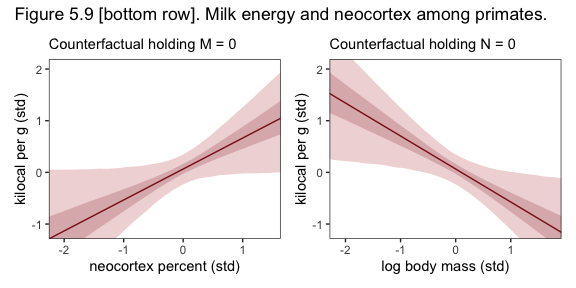 Figure 5.9 [bottom row]. Milk energy and neocortex among primates.
Counterfactual holding M = 0
kilocal per g (std)
2
1
0
-1
-2
-1
0
1
neocortex percent (std)
Counterfactual holding N = 0
kilocal per g (std)
2
1
0
-1
-2
-1
0
1
log body mass (std)